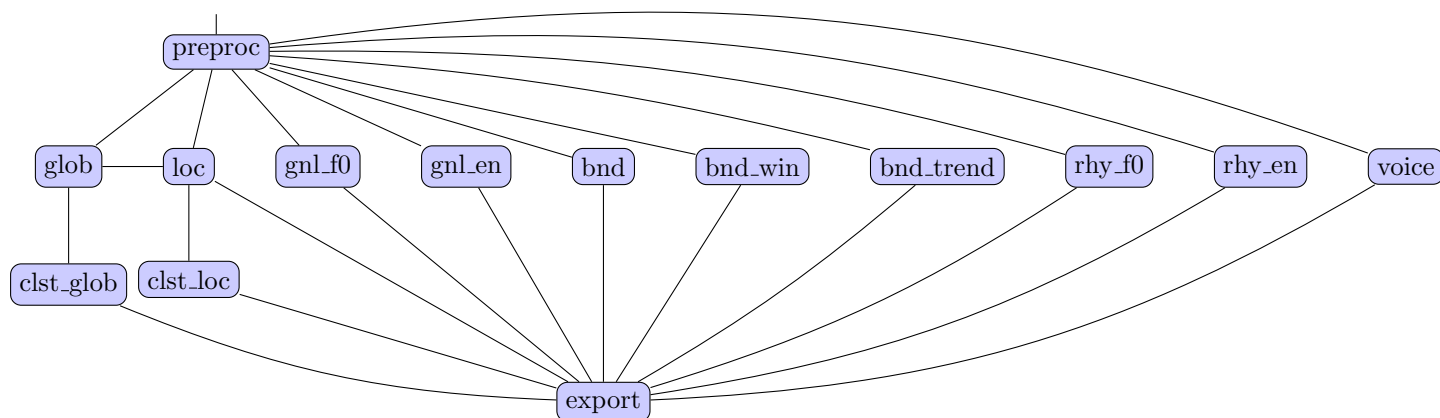 preproc
glob loc gnl_f0 gnl_en bnd bnd_win bnd_trend rhy_f0 rhy_en voice
clst_glob clst_loc
export